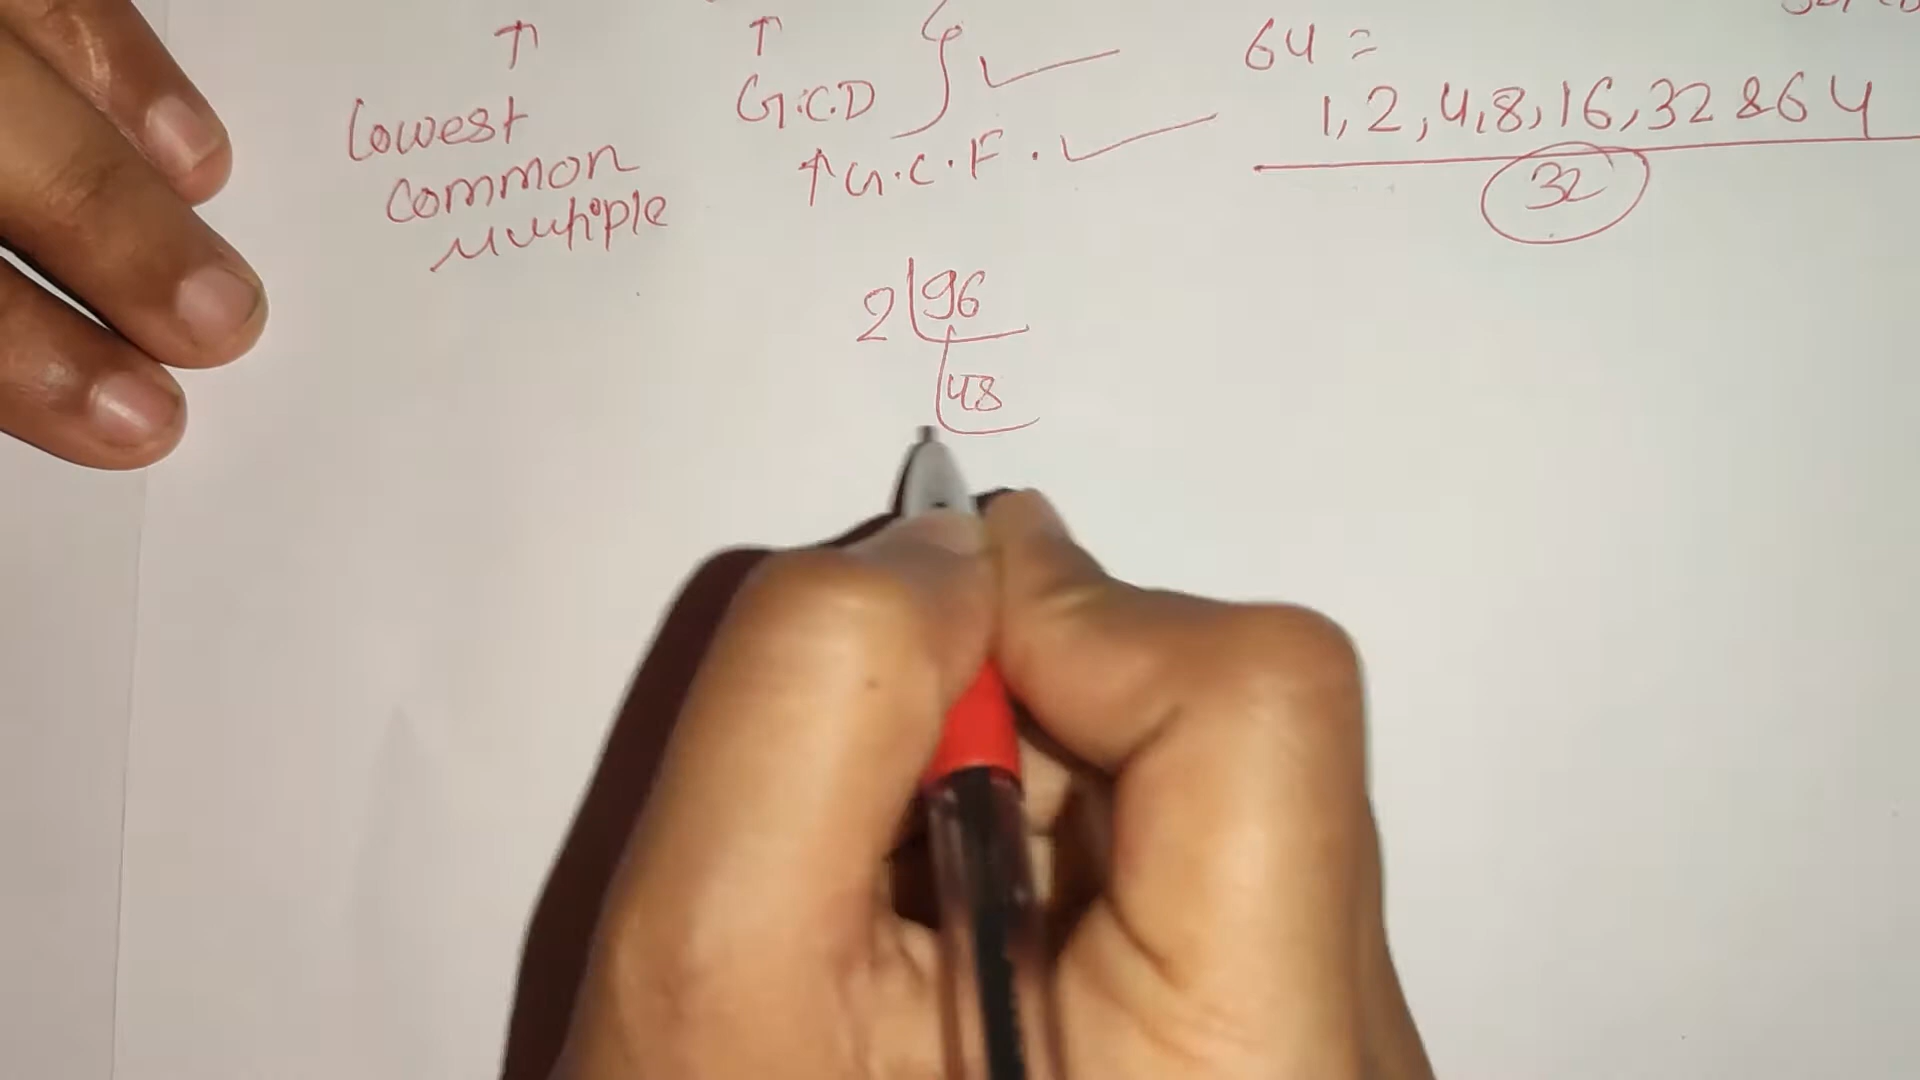 ↑ ↑
Lowest
common
Multiple
G.C.D
↑ G.C.F.
64 =
1, 2, 4, 8, 16, 32 & 64
32
2 | 96
48